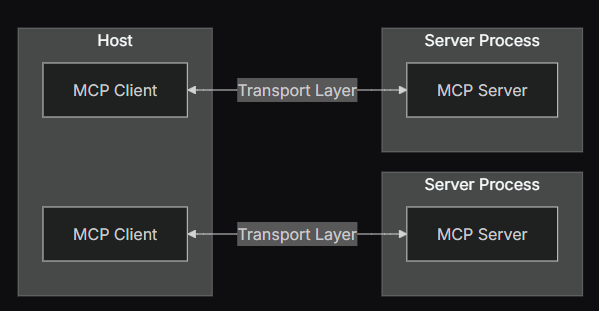 Host
Server Process
MCP Client
Transport Layer
MCP Server
Server Process
MCP Client
Transport Layer
MCP Server